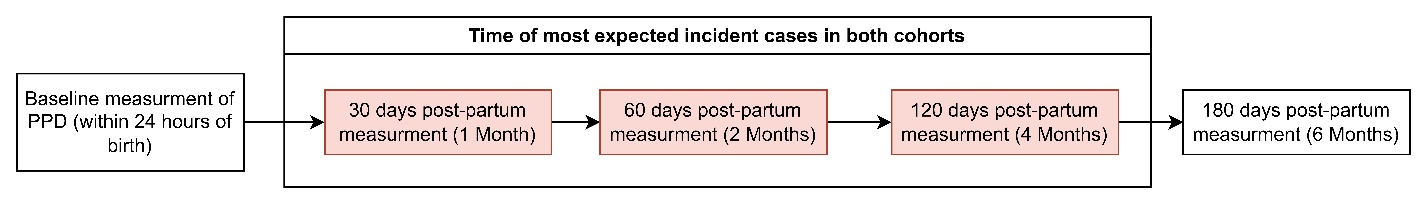 Time of most expected incident cases in both cohorts
Baseline measurment of
PPD (within 24 hours of
birth)
30 days post-partum
measurment (1 Month)
60 days post-partum
measurment (2 Months)
120 days post-partum
measurment (4 Months)
180 days post-partum
measurment (6 Months)